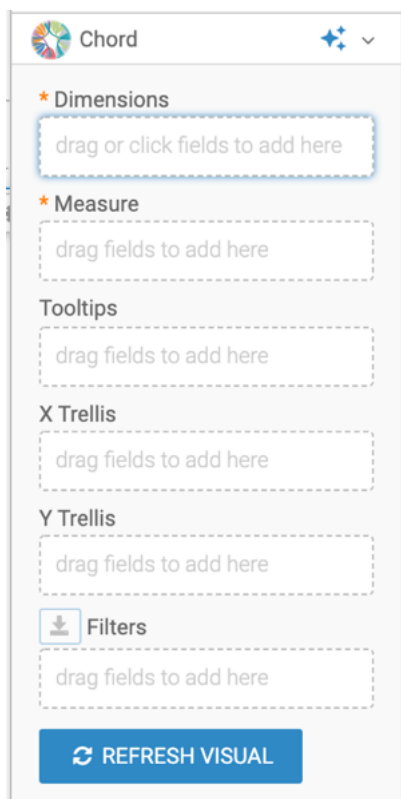 Chord
* Dimensions
drag or click fields to add here
* Measure
drag fields to add here
Tooltips
drag fields to add here
X Trellis
drag fields to add here
Y Trellis
drag fields to add here
Filters
drag fields to add here
REFRESH VISUAL